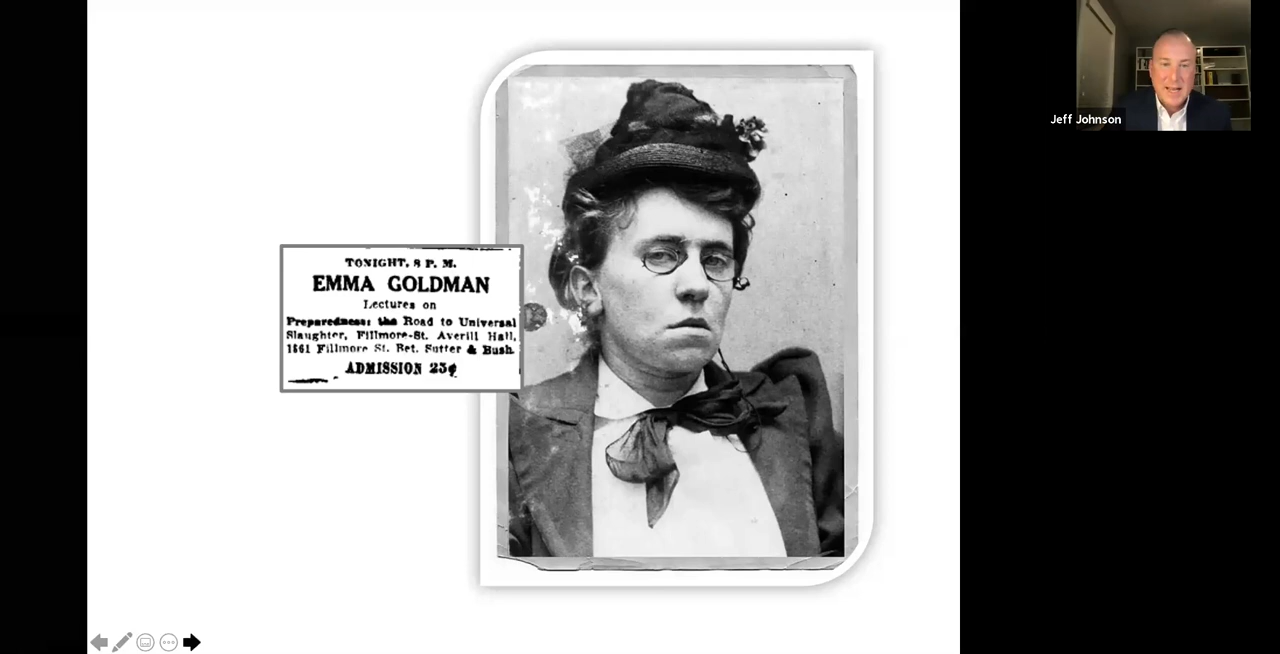 TONIGHT, 8 P. M.
EMMA GOLDMAN
Lectures on
Preparedness: the Road to Universal
Slaughter, Fillmore-St. Averill Hall,
1861 Fillmore St. Bet. Sutter & Bush.
ADMISSION 25¢
Jeff Johnson